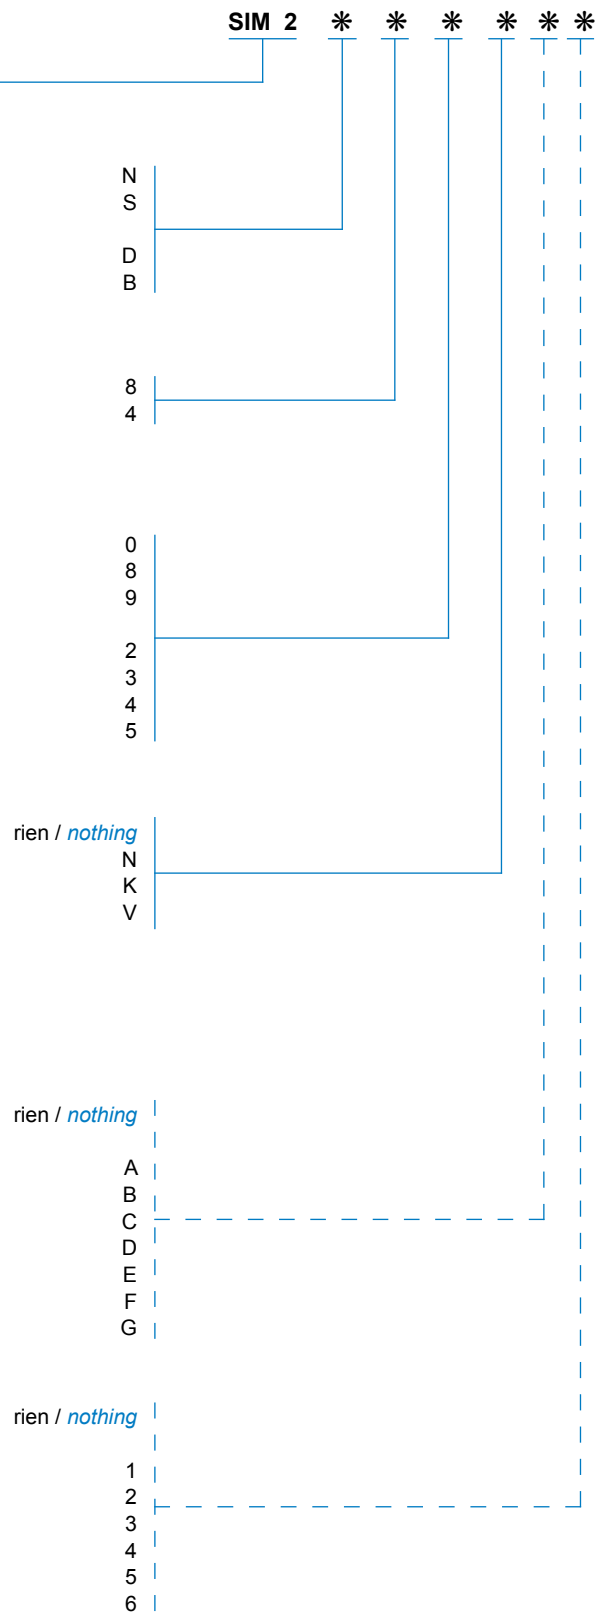 SIM 2 ❋ ❋ ❋ ❋ ❋ ❋
N
S
D
B
8
4
0
8
9
2
3
4
5
rien / nothing
N
K
V
rien / nothing
A
B
C
D
E
F
G
rien / nothing
1
2
3
4
5
6